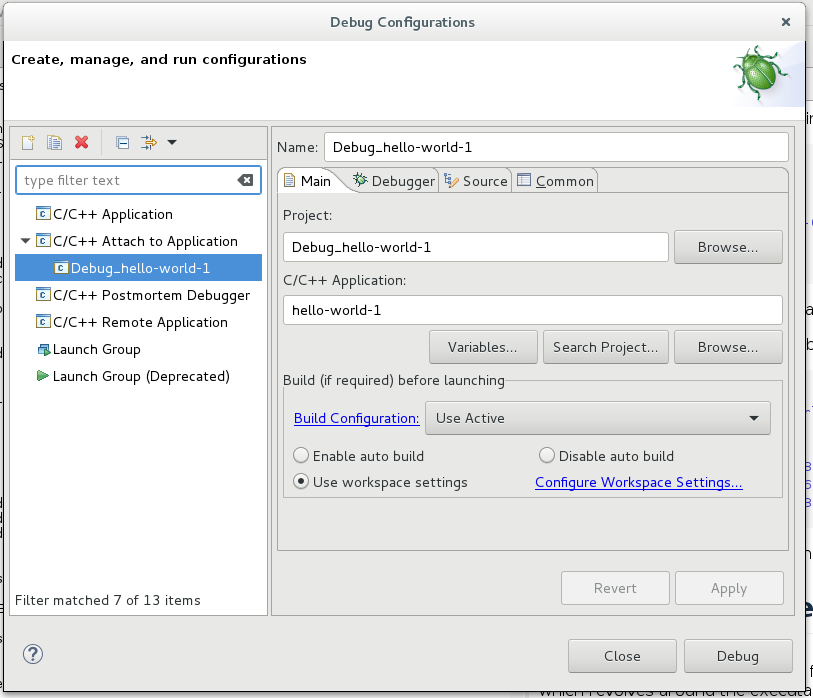 Debug Configurations
Create, manage, and run configurations
type filter text
C/C++ Application
C/C++ Attach to Application
Debug_hello-world-1
C/C++ Postmortem Debugger
C/C++ Remote Application
Launch Group
Launch Group (Deprecated)
Filter matched 7 of 13 items
Name: Debug_hello-world-1
Main Debugger Source Common
Project:
Debug_hello-world-1 Browse...
C/C++ Application:
hello-world-1
Variables... Search Project... Browse...
Build (if required) before launching
Build Configuration: Use Active
Enable auto build Disable auto build
Use workspace settings Configure Workspace Settings...
Revert Apply
Close Debug
which revolves around the